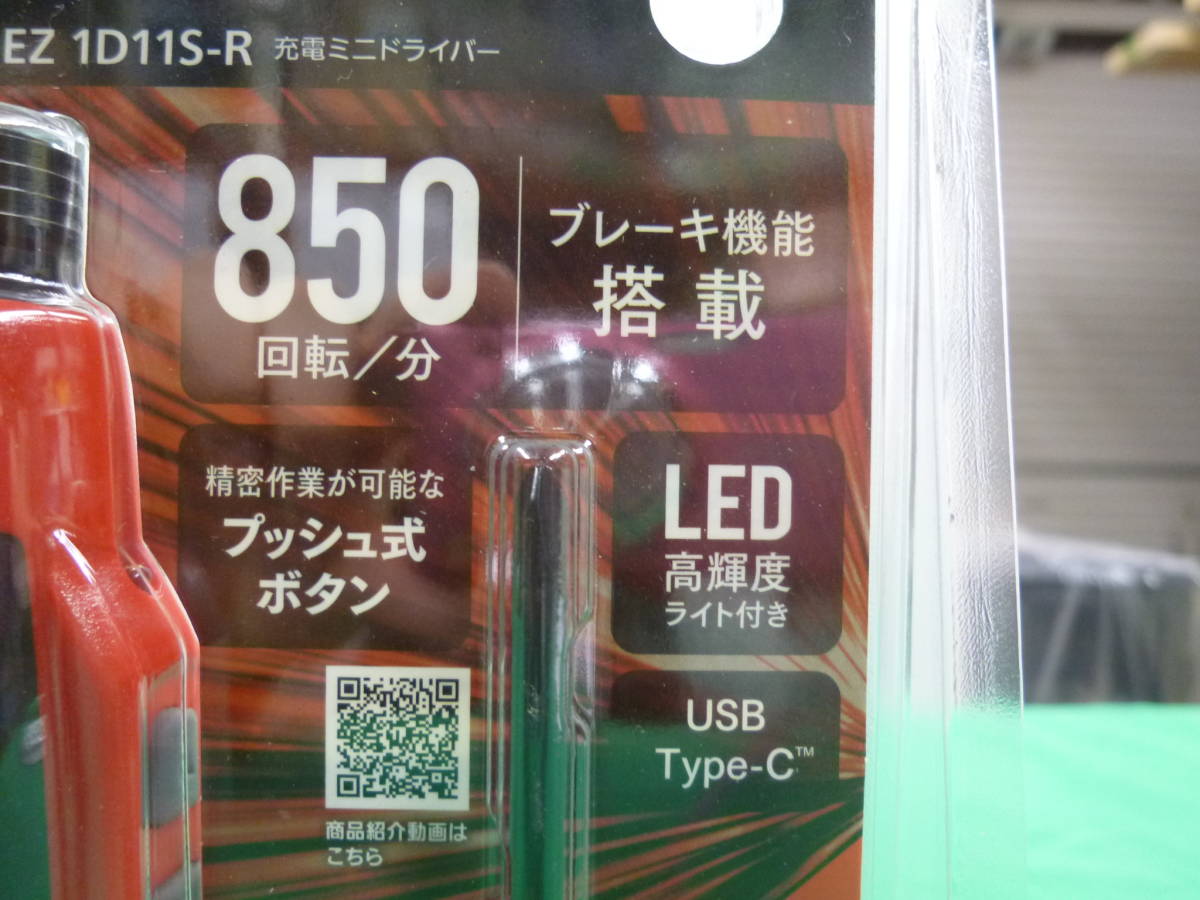 EZ 1D11S-R 充電ミニドライバー
850
回転／分
ブレーキ機能
搭載
精密作業が可能な
プッシュ式
ボタン
LED
高輝度
ライト付き
USB
Type-C™
商品紹介動画は
こちら